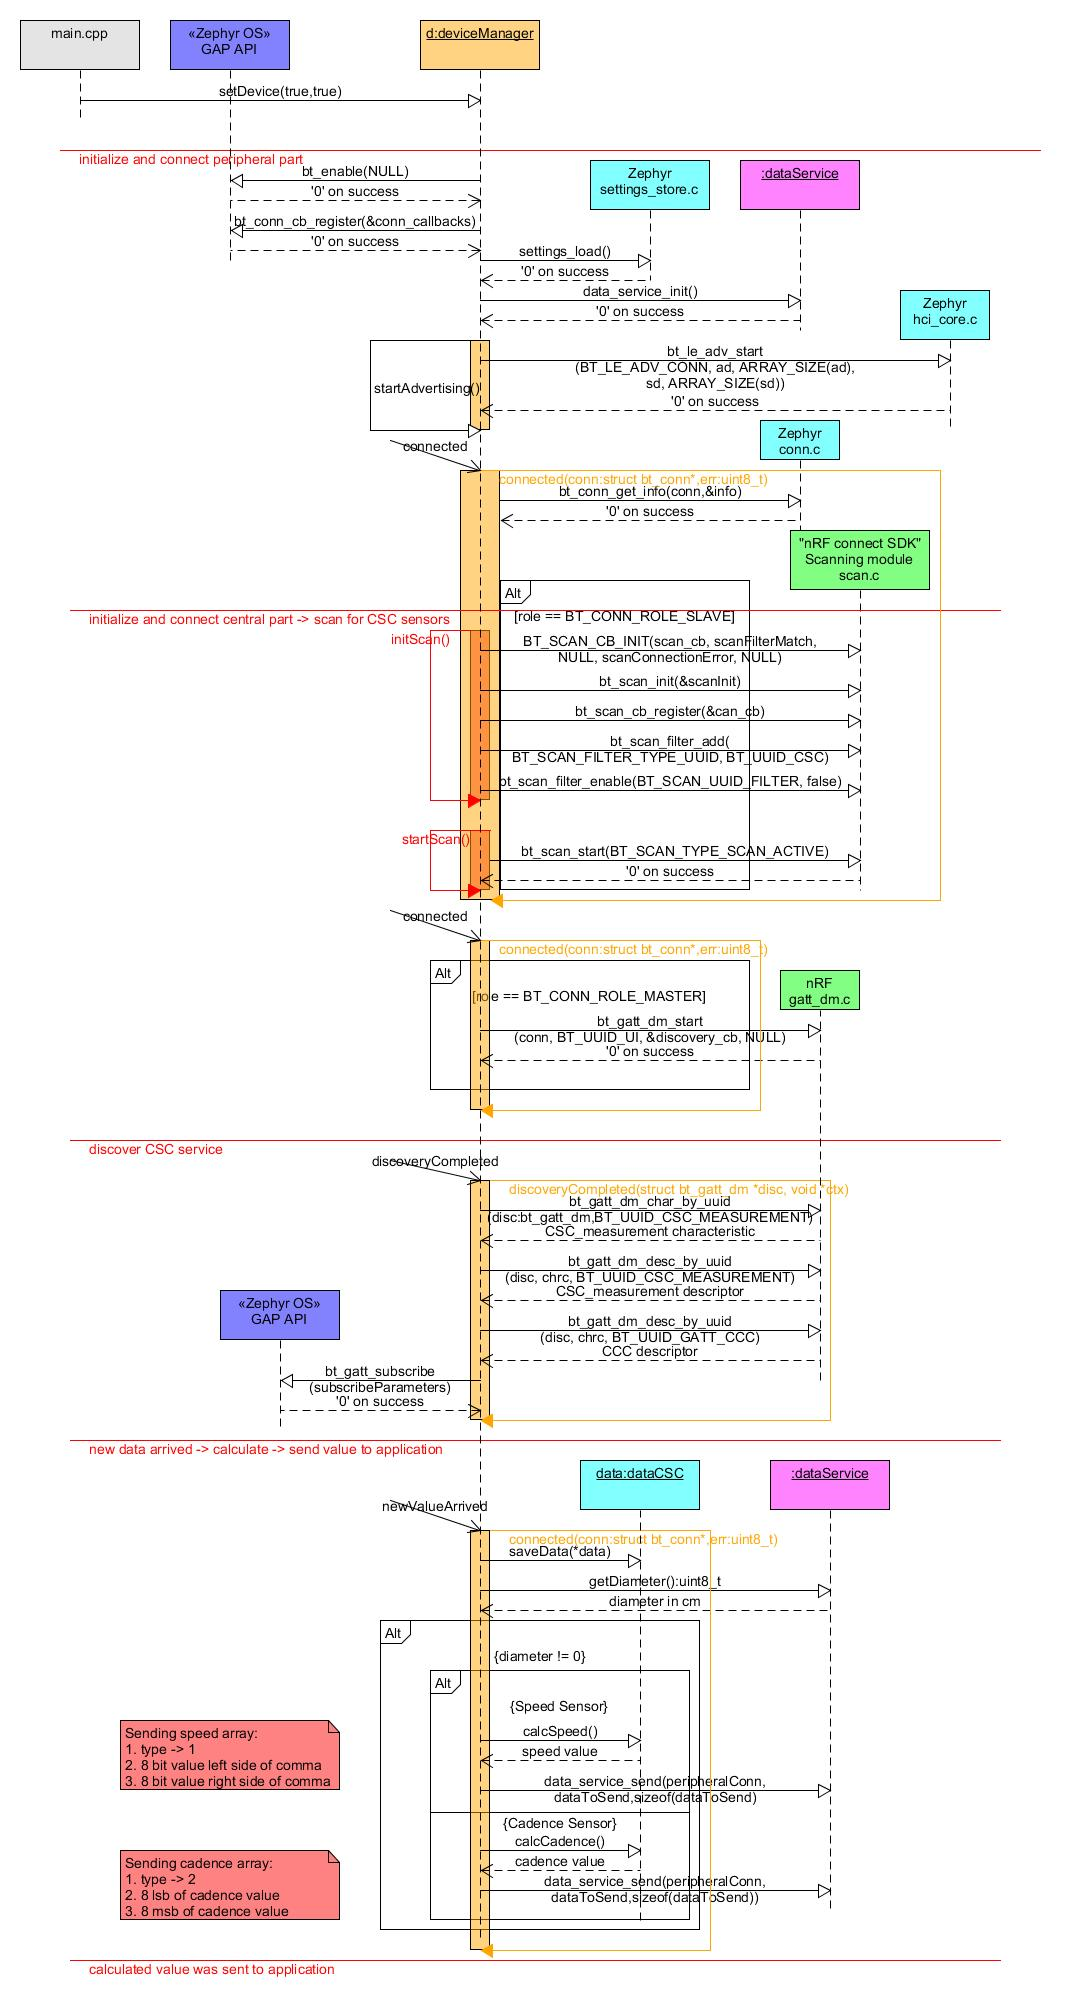 main.cpp
«Zephyr OS»
GAP API
d:deviceManager
setDevice(true,true)
initialize and connect peripheral part
bt_enable(NULL)
'0' on success
bt_conn_cb_register(&conn_callbacks)
'0' on success
Zephyr
settings_store.c
:dataService
settings_load()
'0' on success
data_service_init()
'0' on success
Zephyr
hci_core.c
bt_le_adv_start
(BT_LE_ADV_CONN, ad, ARRAY_SIZE(ad),
sd, ARRAY_SIZE(sd))
startAdvertising()
'0' on success
connected
Zephyr
conn.c
connected(conn:struct bt_conn*,err:uint8_t)
bt_conn_get_info(conn,&info)
'0' on success
"nRF connect SDK"
Scanning module
scan.c
Alt
[role == BT_CONN_ROLE_SLAVE]
initialize and connect central part -> scan for CSC sensors
initScan()
BT_SCAN_CB_INIT(scan_cb, scanFilterMatch,
NULL, scanConnectionError, NULL)
bt_scan_init(&scanInit)
bt_scan_cb_register(&can_cb)
bt_scan_filter_add(
BT_SCAN_FILTER_TYPE_UUID, BT_UUID_CSC)
bt_scan_filter_enable(BT_SCAN_UUID_FILTER, false)
startScan()
bt_scan_start(BT_SCAN_TYPE_SCAN_ACTIVE)
'0' on success
connected
connected(conn:struct bt_conn*,err:uint8_t)
Alt
[role == BT_CONN_ROLE_MASTER]
nRF
gatt_dm.c
bt_gatt_dm_start
(conn, BT_UUID_UI, &discovery_cb, NULL)
'0' on success
discover CSC service
discoveryCompleted
discoveryCompleted(struct bt_gatt_dm *disc, void *ctx)
bt_gatt_dm_char_by_uuid
(disc:bt_gatt_dm,BT_UUID_CSC_MEASUREMENT)
CSC_measurement characteristic
bt_gatt_dm_desc_by_uuid
(disc, chrc, BT_UUID_CSC_MEASUREMENT)
CSC_measurement descriptor
«Zephyr OS»
GAP API
bt_gatt_dm_desc_by_uuid
(disc, chrc, BT_UUID_GATT_CCC)
CCC descriptor
bt_gatt_subscribe
(subscribeParameters)
'0' on success
new data arrived -> calculate -> send value to application
data:dataCSC
:dataService
newValueArrived
connected(conn:struct bt_conn*,err:uint8_t)
saveData(*data)
getDiameter():uint8_t
diameter in cm
Alt
{diameter != 0}
Alt
{Speed Sensor}
calcSpeed()
speed value
Sending speed array:
1. type -> 1
2. 8 bit value left side of comma
3. 8 bit value right side of comma
data_service_send(peripheralConn,
dataToSend,sizeof(dataToSend)
{Cadence Sensor}
calcCadence()
cadence value
Sending cadence array:
1. type -> 2
2. 8 lsb of cadence value
3. 8 msb of cadence value
data_service_send(peripheralConn,
dataToSend,sizeof(dataToSend))
calculated value was sent to application